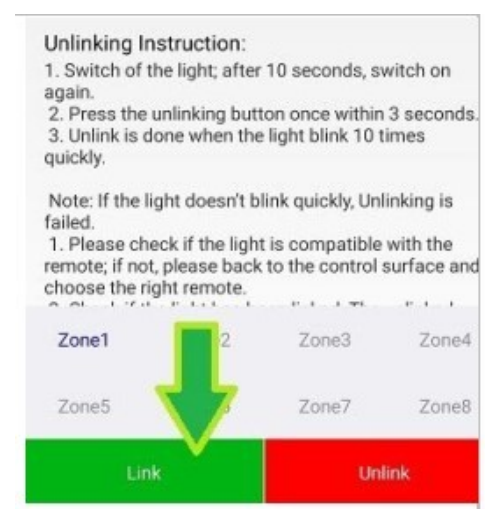 Unlinking Instruction:
1. Switch of the light; after 10 seconds, switch on
again.
2. Press the unlinking button once within 3 seconds.
3. Unlink is done when the light blink 10 times
quickly.
Note: If the light doesn't blink quickly, Unlinking is
failed.
1. Please check if the light is compatible with the
remote; if not, please back to the control surface and
choose the right remote.
Zone1 2 Zone3 Zone4
Zone5 Zone7 Zone8
Link Unlink